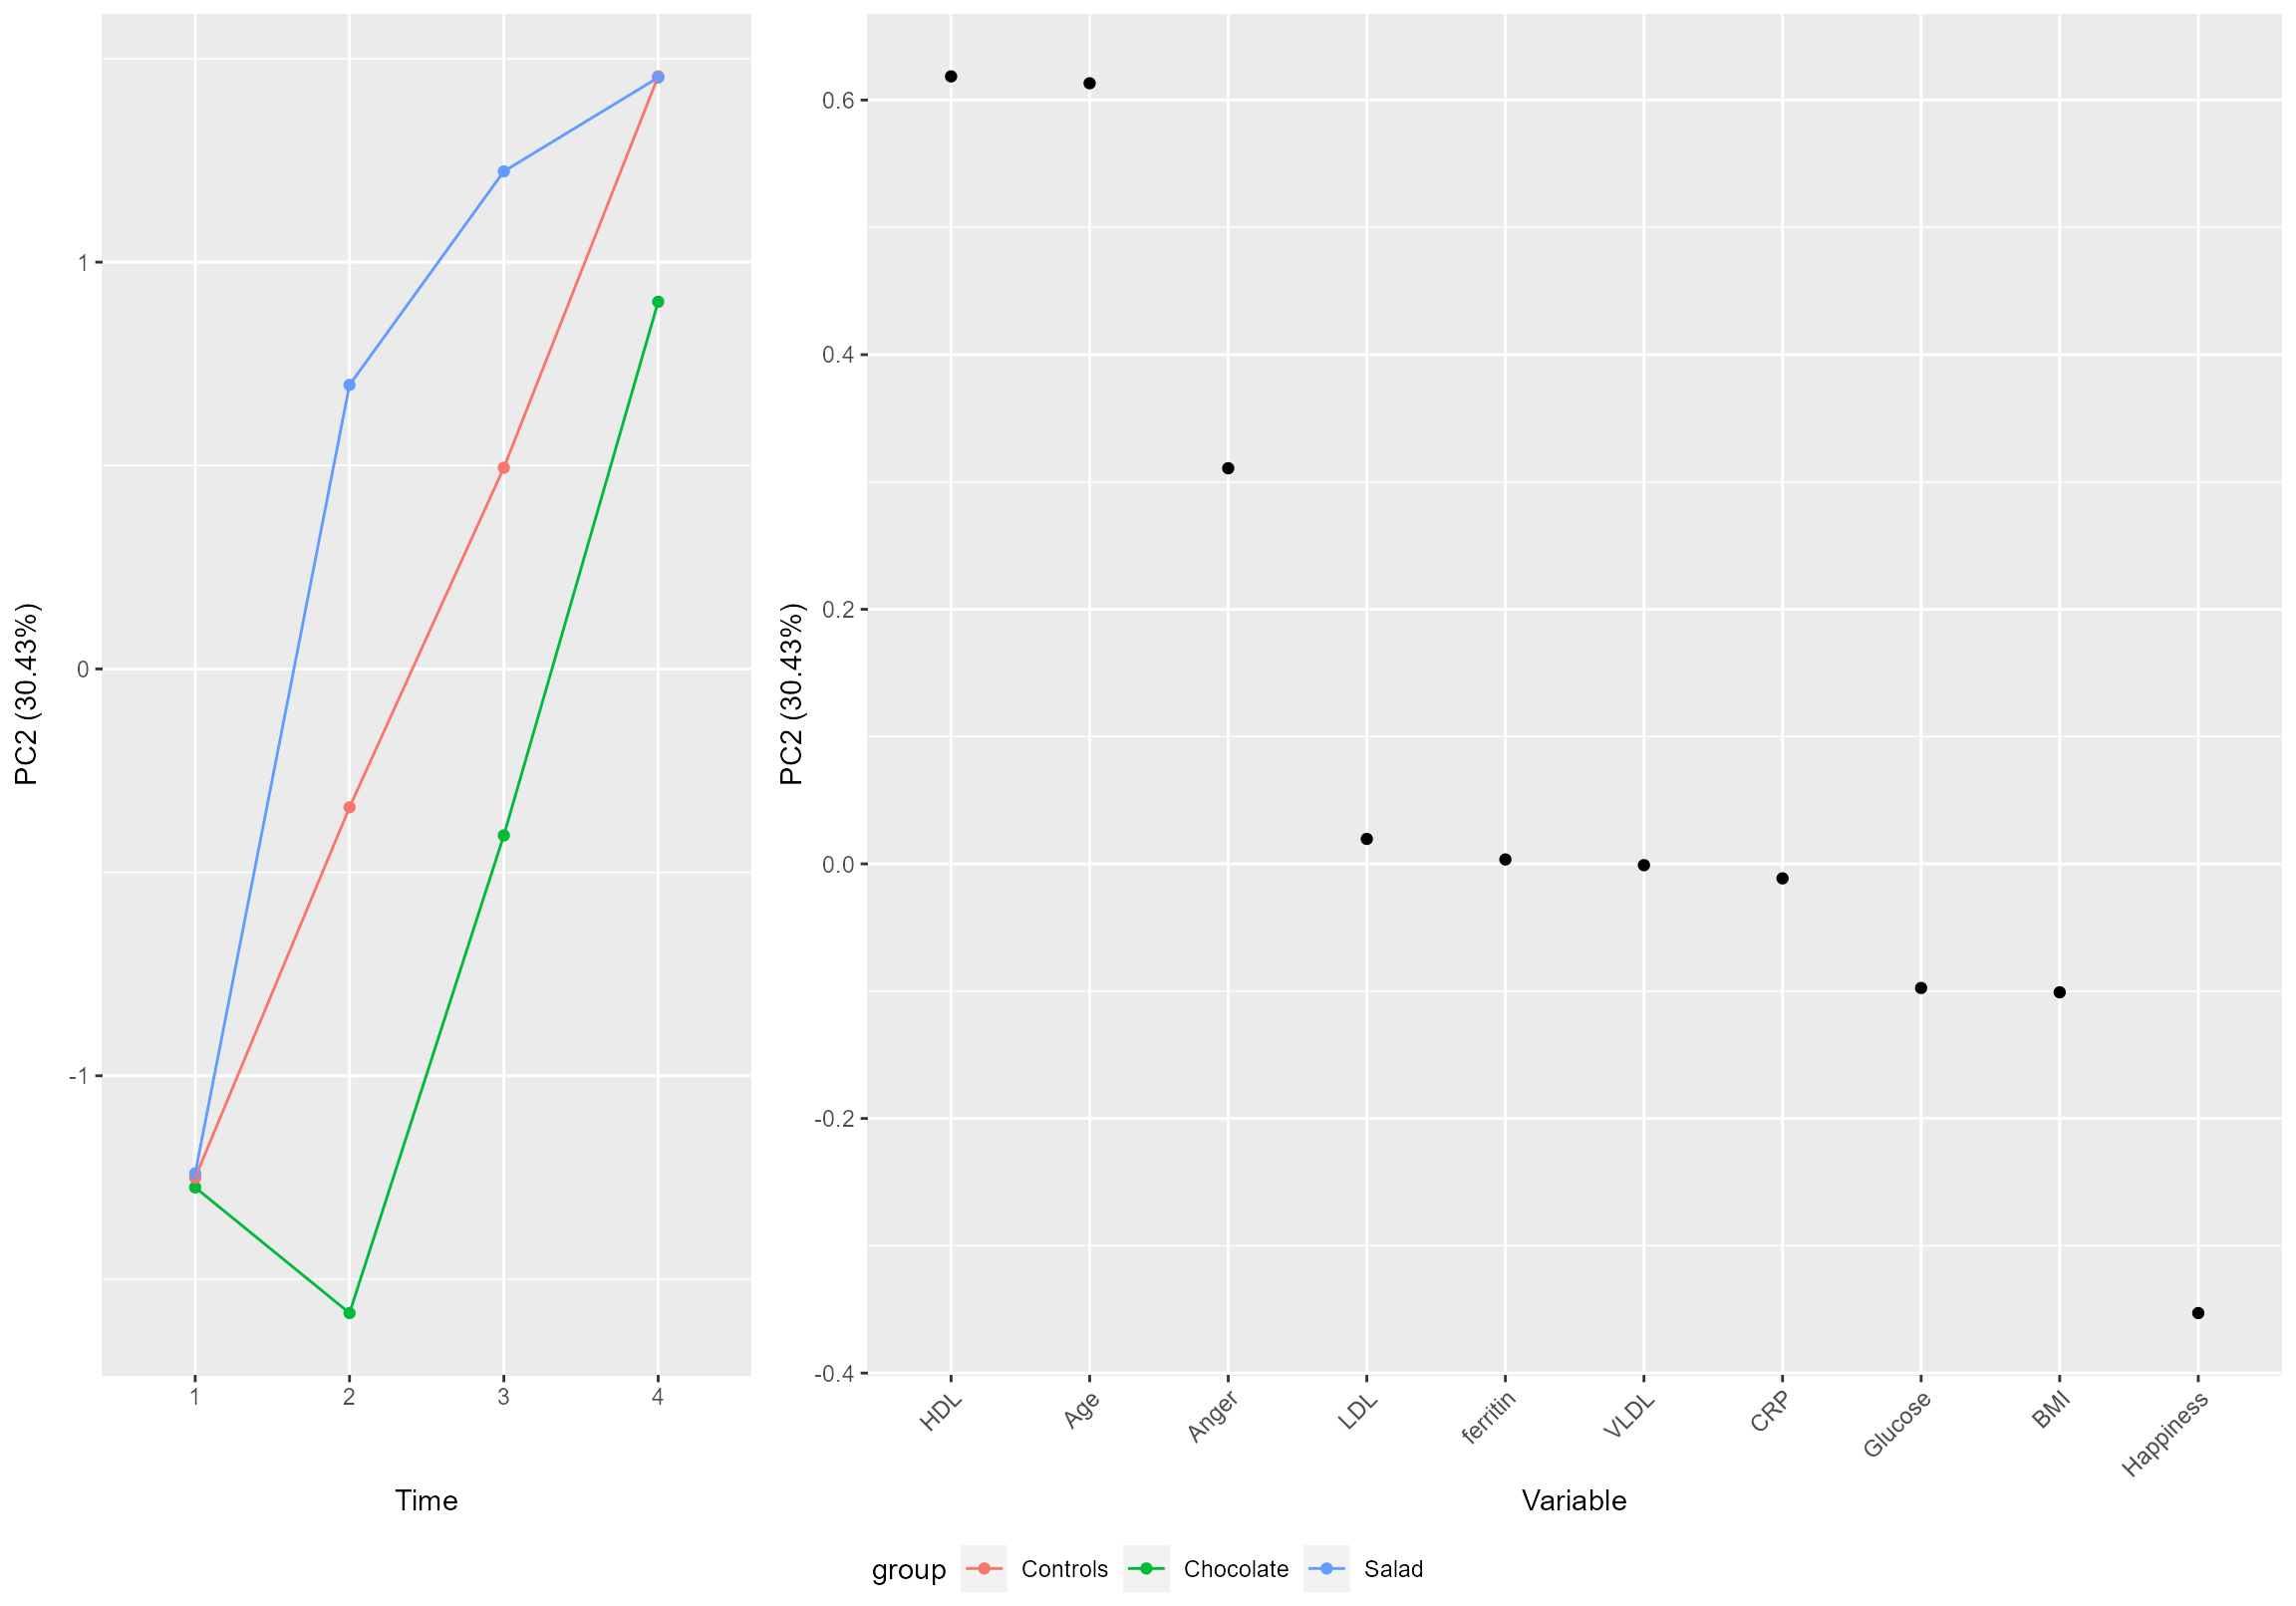 PC2 (30.43%)
1
0
-1
1 2 3 4
Time
PC2 (30.43%)
0.6
0.4
0.2
0.0
-0.2
-0.4
HDL Age Anger LDL ferritin VLDL CRP Glucose BMI Happiness
Variable
group Controls Chocolate Salad